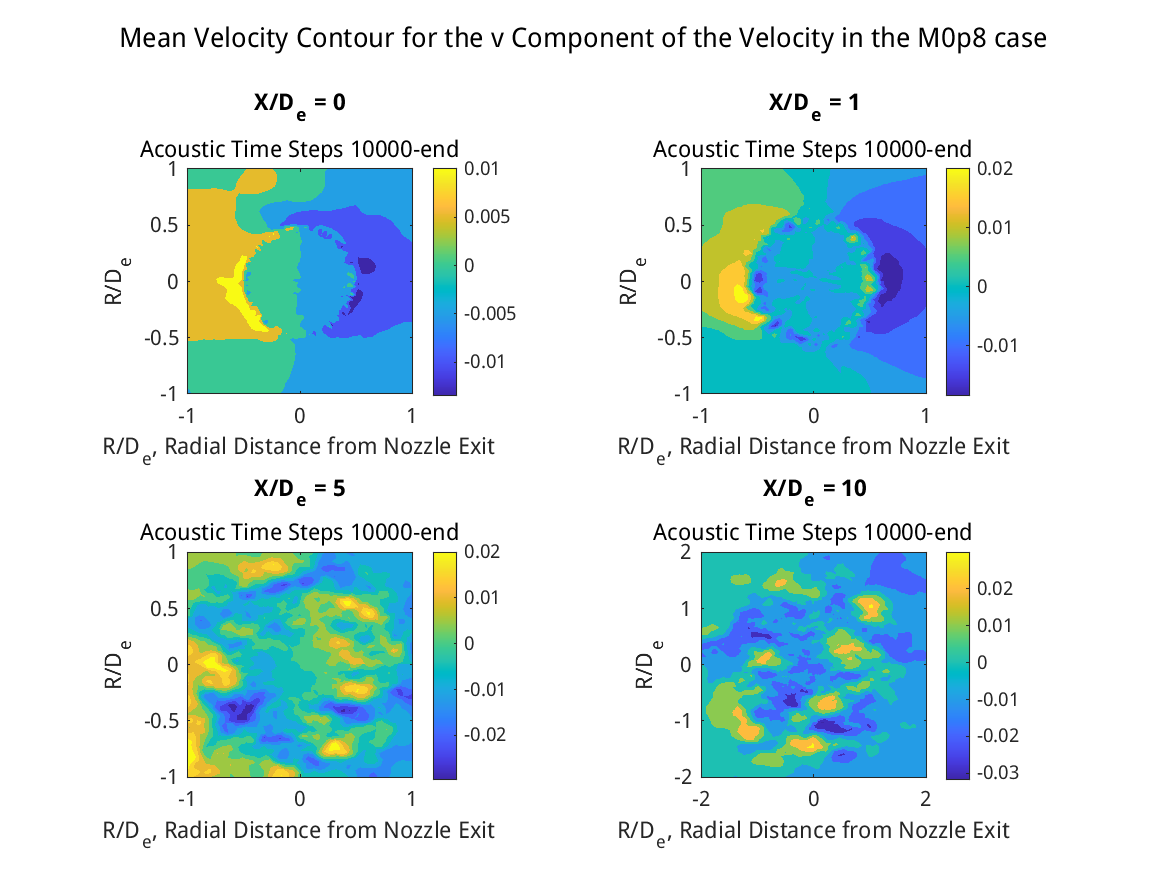 Mean Velocity Contour for the v Component of the Velocity in the M0p8 case
X/De = 0
Acoustic Time Steps 10000-end
1
0.5
0
-0.5
-1
R/De
-1 0 1
R/De, Radial Distance from Nozzle Exit
0.01
0.005
0
-0.005
-0.01
X/De = 1
Acoustic Time Steps 10000-end
1
0.5
0
-0.5
-1
R/De
-1 0 1
R/De, Radial Distance from Nozzle Exit
0.02
0.01
0
-0.01
X/De = 5
Acoustic Time Steps 10000-end
1
0.5
0
-0.5
-1
R/De
-1 0 1
R/De, Radial Distance from Nozzle Exit
0.02
0.01
0
-0.01
-0.02
X/De = 10
Acoustic Time Steps 10000-end
2
1
0
-1
-2
R/De
-2 0 2
R/De, Radial Distance from Nozzle Exit
0.02
0.01
0
-0.01
-0.02
-0.03